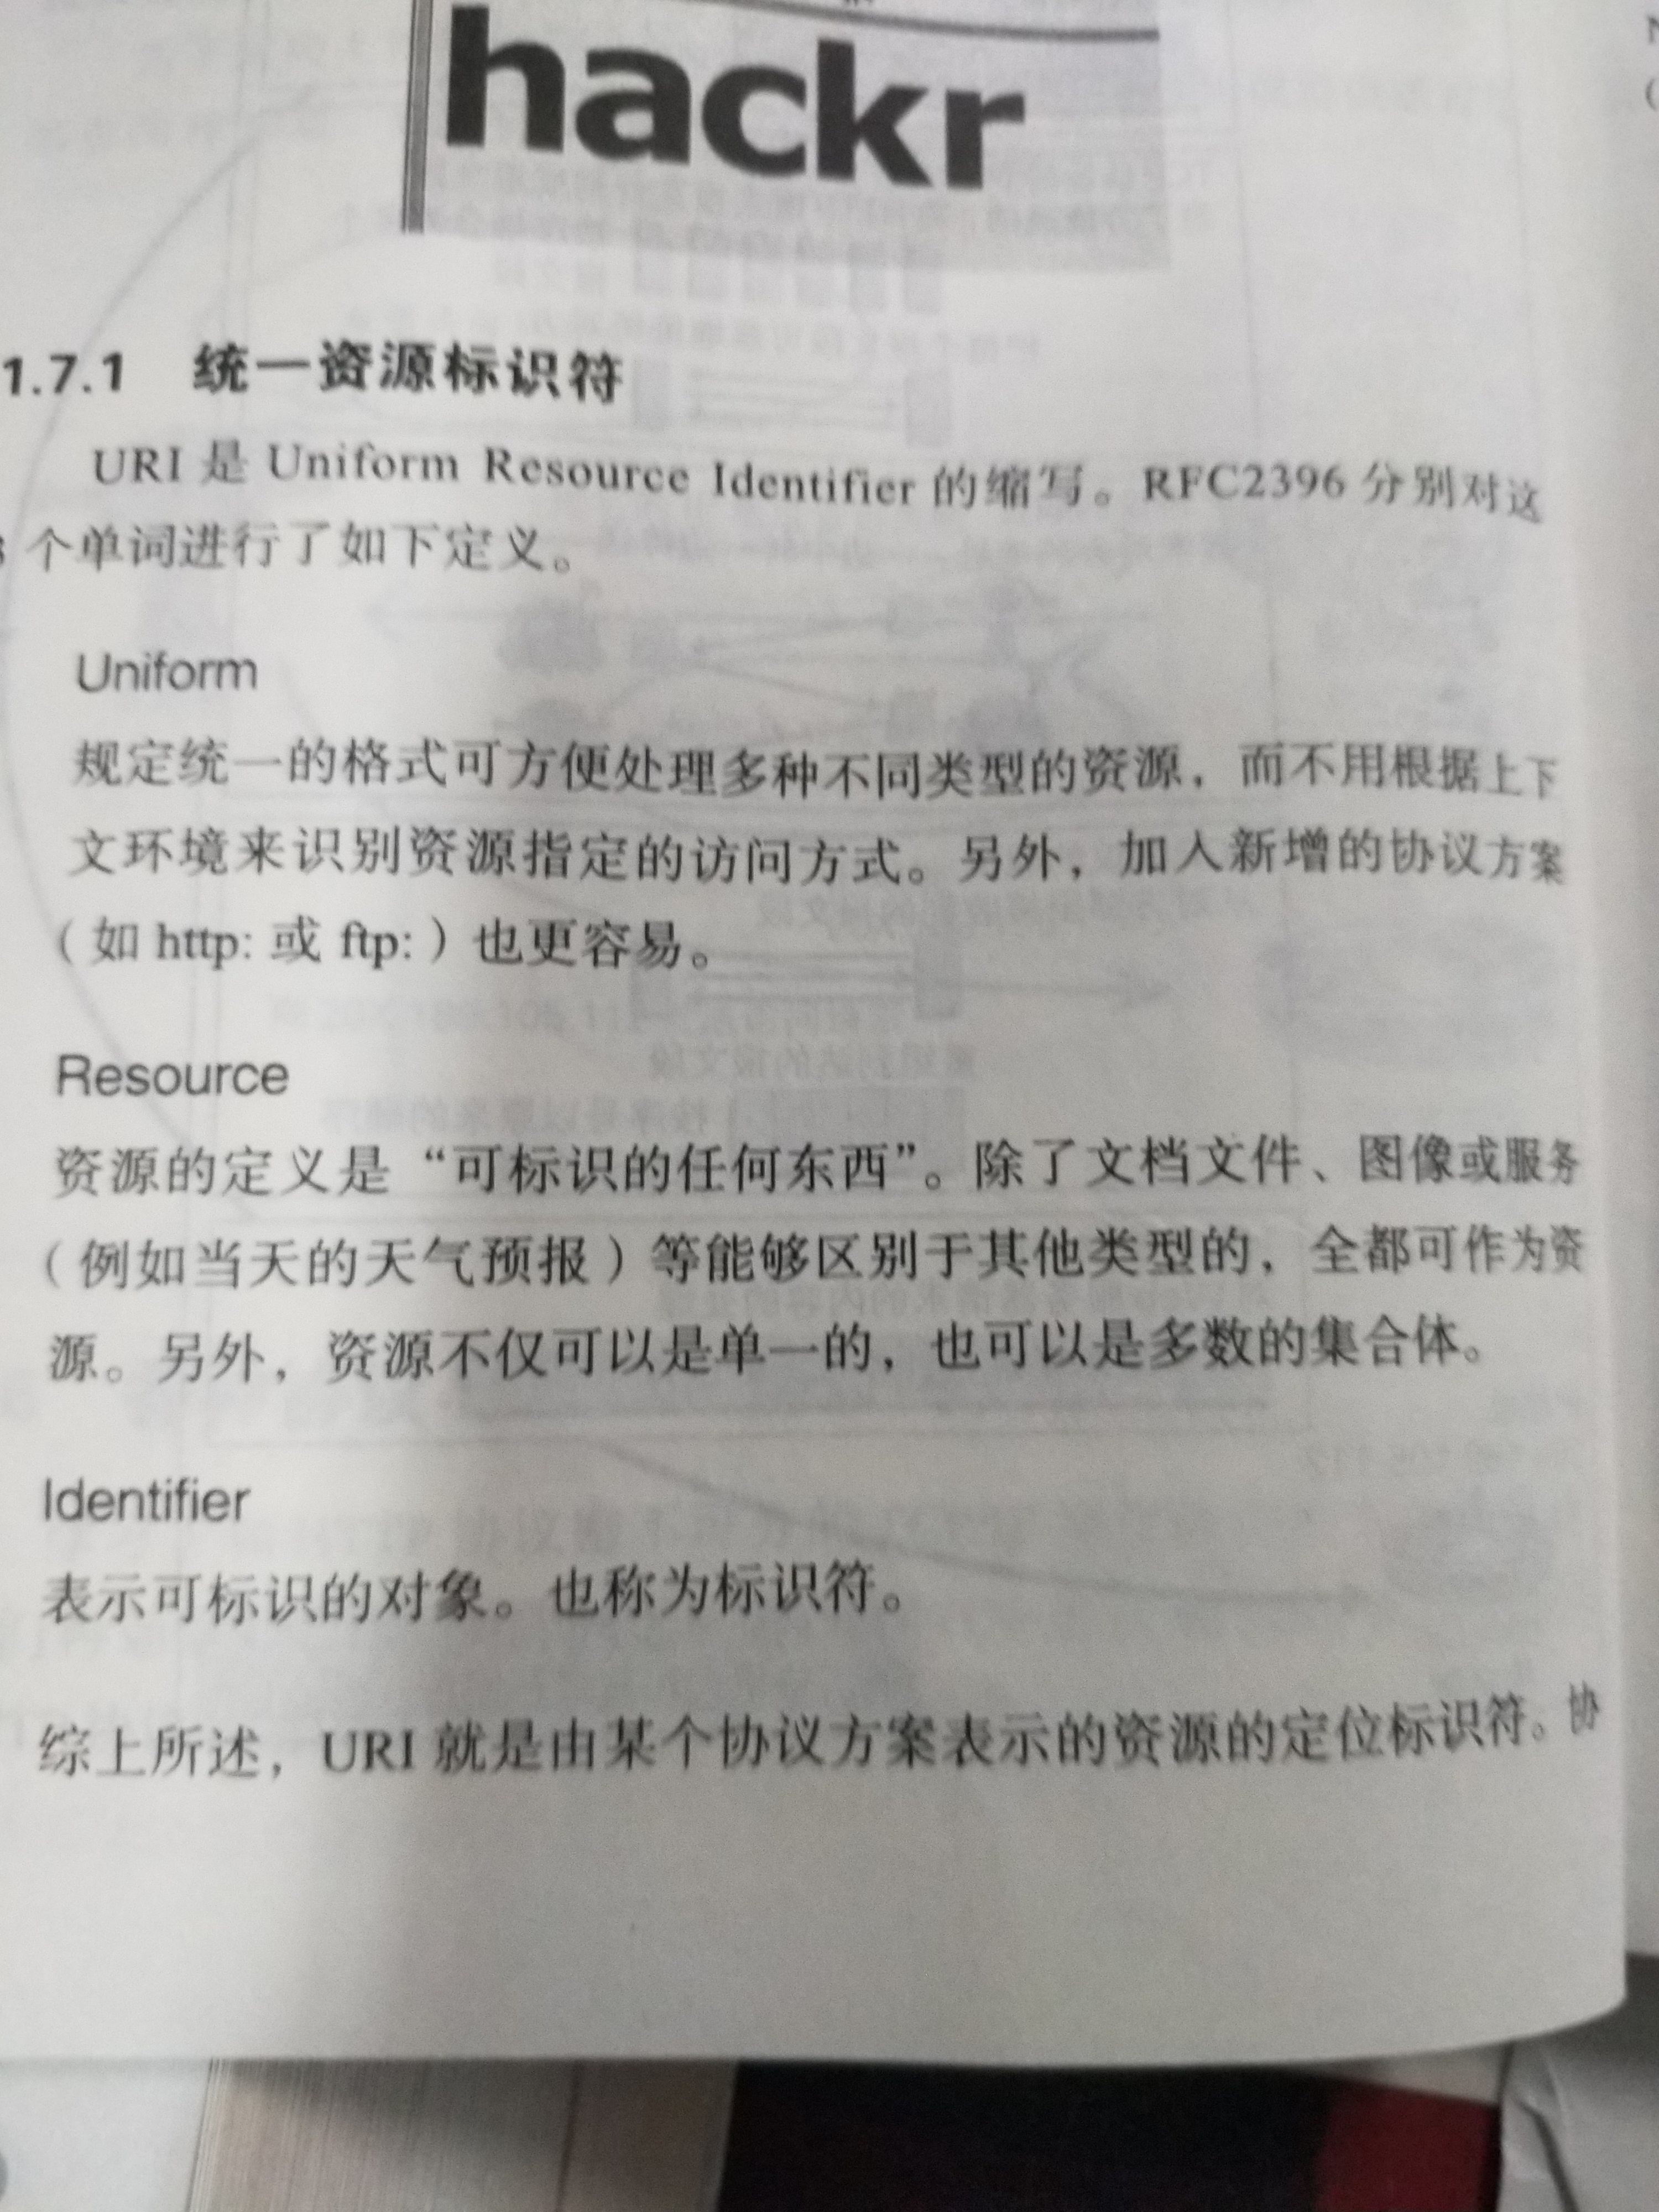 hackr
1.7.1 统一资源标识符
URI 是 Uniform Resource Identifier 的缩写。RFC2396 分别对这
个单词进行了如下定义。
Uniform
规定统一的格式可方便处理多种不同类型的资源，而不用根据上下
文环境来识别资源指定的访问方式。另外，加入新增的协议方案
（如 http: 或 ftp:）也更容易。
Resource
资源的定义是“可标识的任何东西”。除了文档文件、图像或服务
（例如当天的天气预报）等能够区别于其他类型的，全都可作为资
源。另外，资源不仅可以是单一的，也可以是多数的集合体。
Identifier
表示可标识的对象。也称为标识符。
综上所述，URI 就是由某个协议方案表示的资源的定位标识符。协